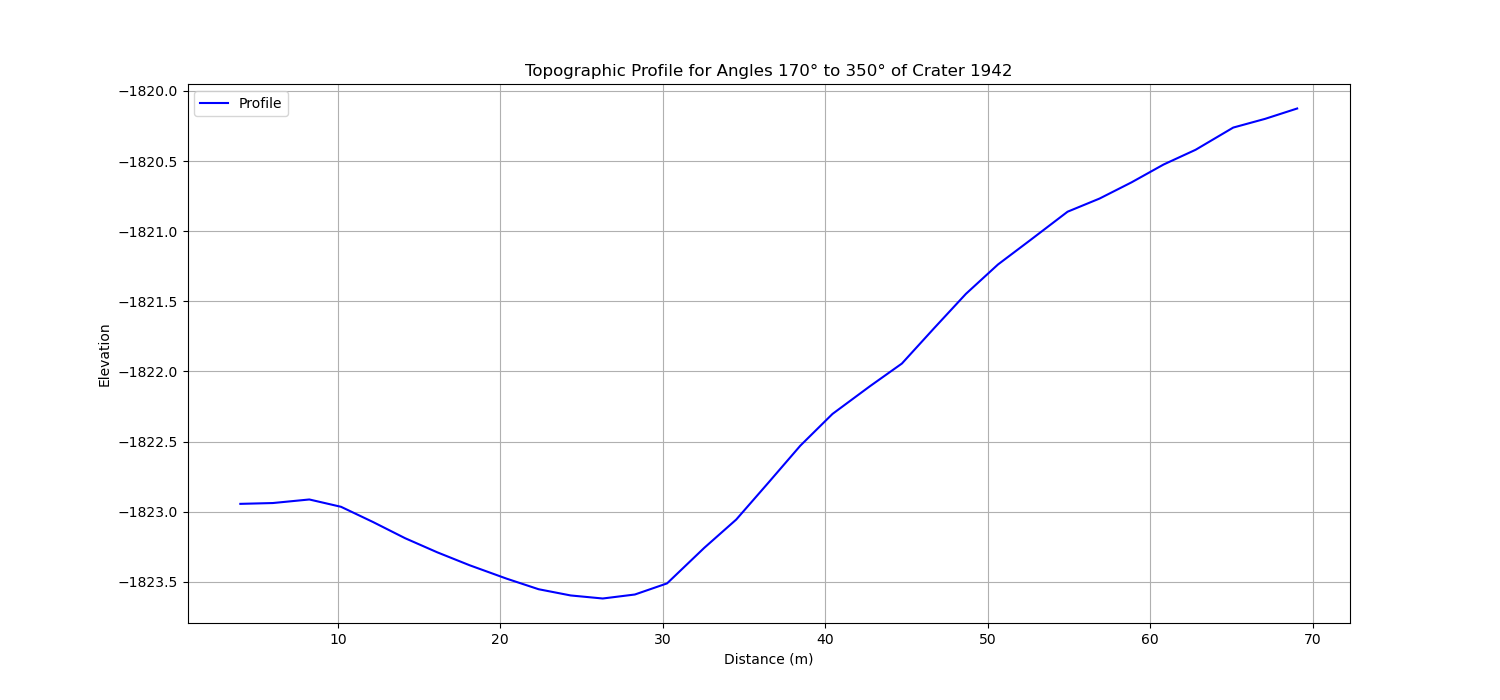 Topographic Profile for Angles 170° to 350° of Crater 1942
Profile
−1820.0
−1820.5
−1821.0
−1821.5
−1822.0
−1822.5
−1823.0
−1823.5
Elevation
10 20 30 40 50 60 70
Distance (m)